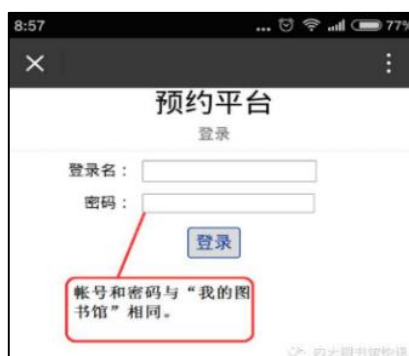 8:57
... 77%
预约平台
登录
登录名：
密码：
登录
帐号和密码与“我的图
书馆”相同。